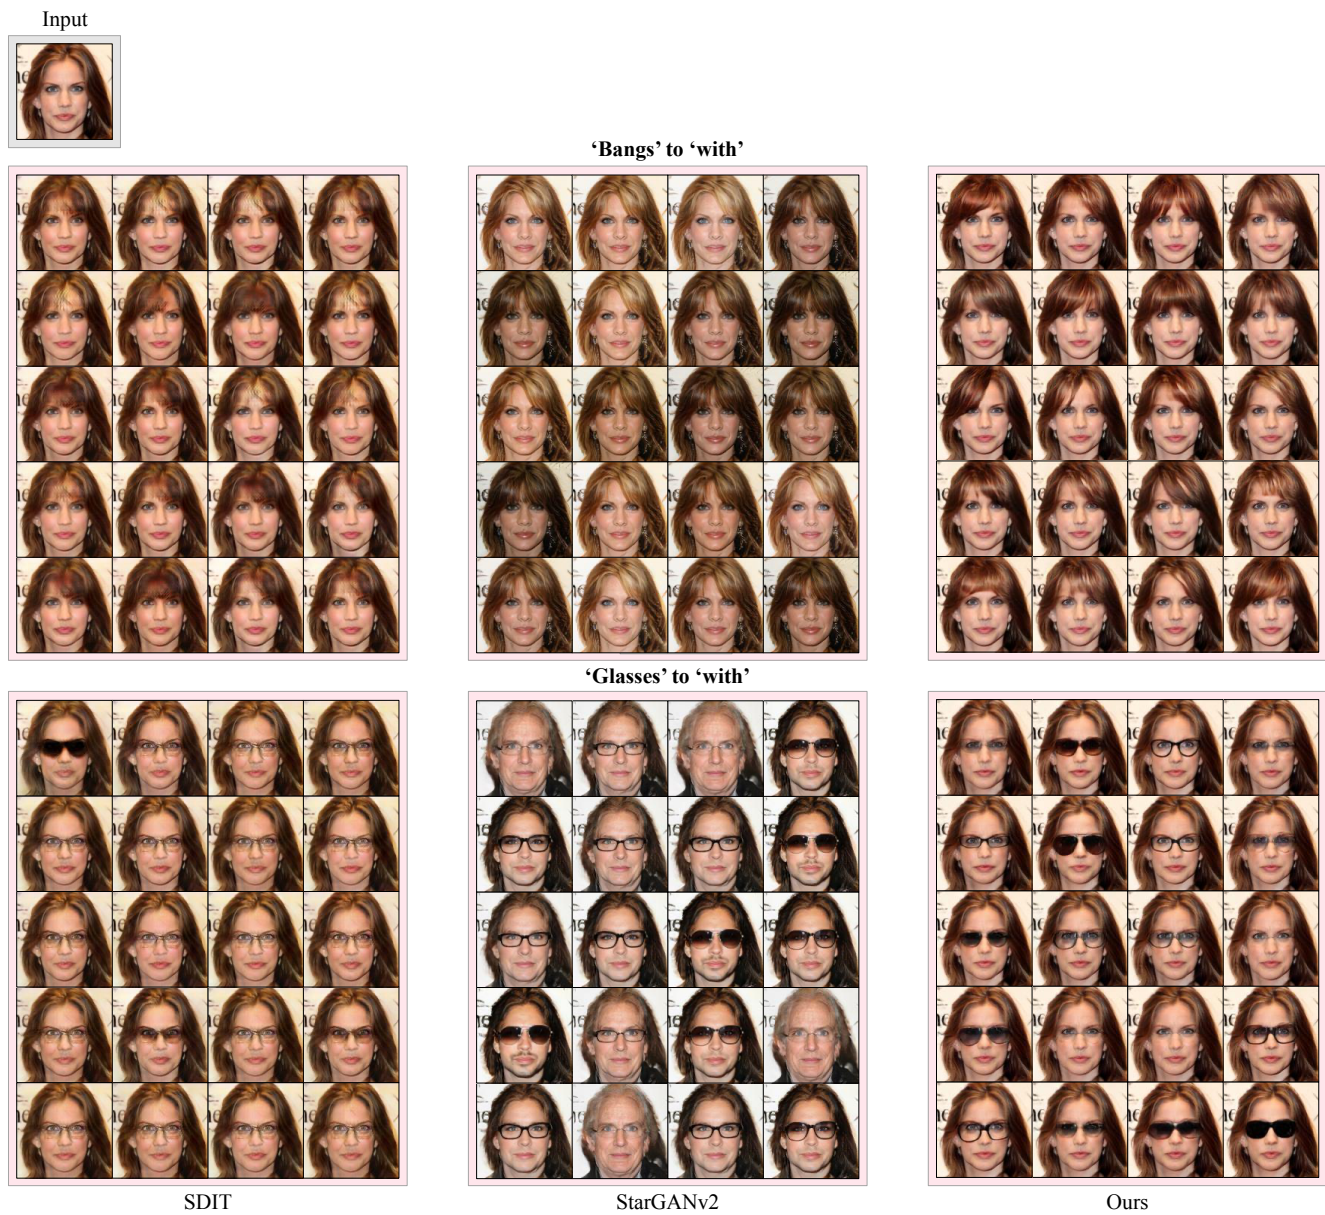 Input
‘Bangs’ to ‘with’
‘Glasses’ to ‘with’
SDIT
StarGANv2
Ours